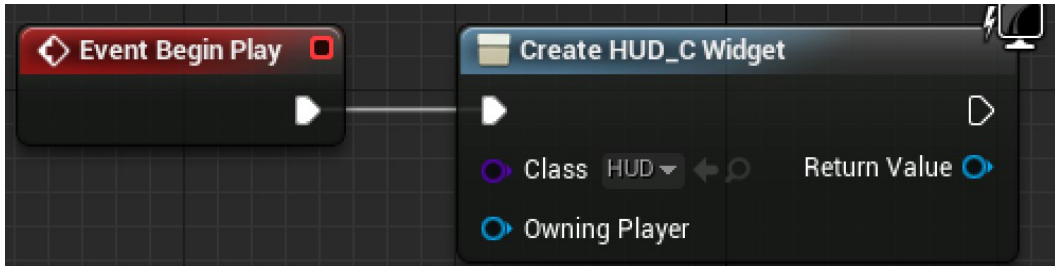 Event Begin Play
Create HUD_C Widget
Class HUD
Return Value
Owning Player